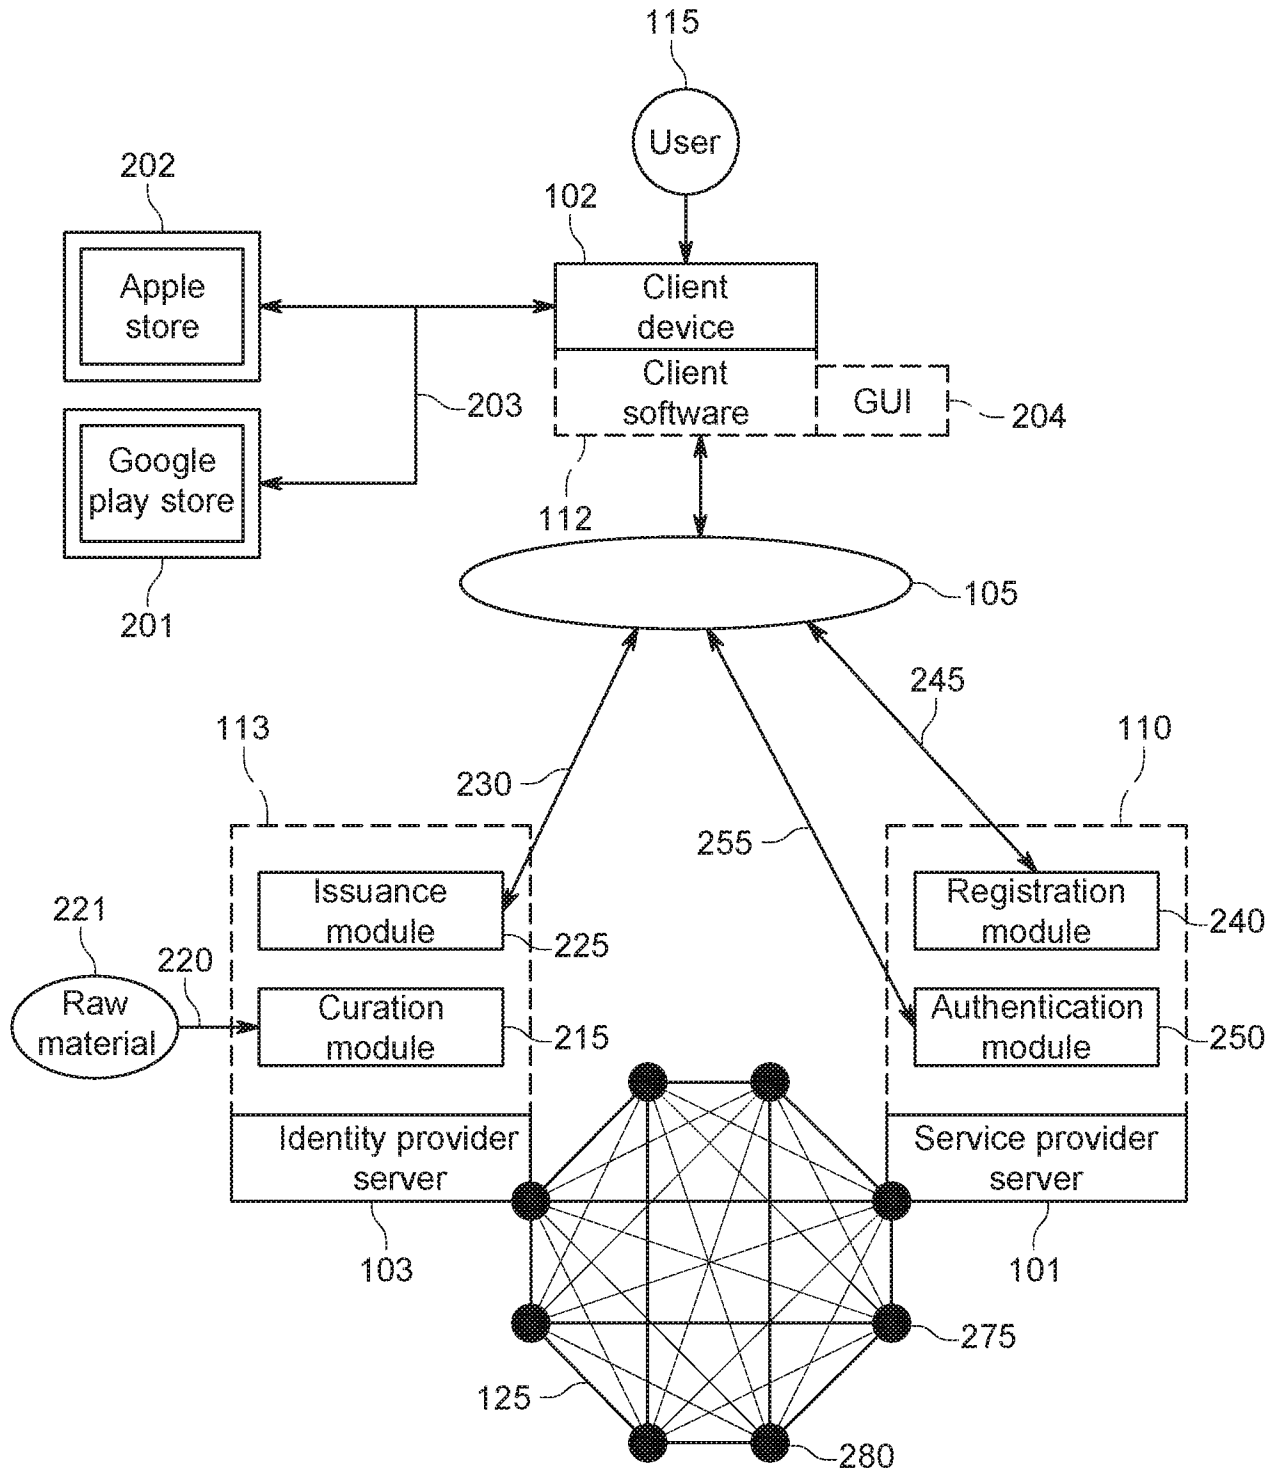 115
User
202
102
Apple
store
Client
device
Client
software
GUI
203
204
Google
play store
112
201
105
245
113
110
230
255
Issuance
module
Registration
module
221
225
240
220
Raw
material
Curation
module
Authentication
module
215
250
Identity provider
server
Service provider
server
103
101
275
125
280